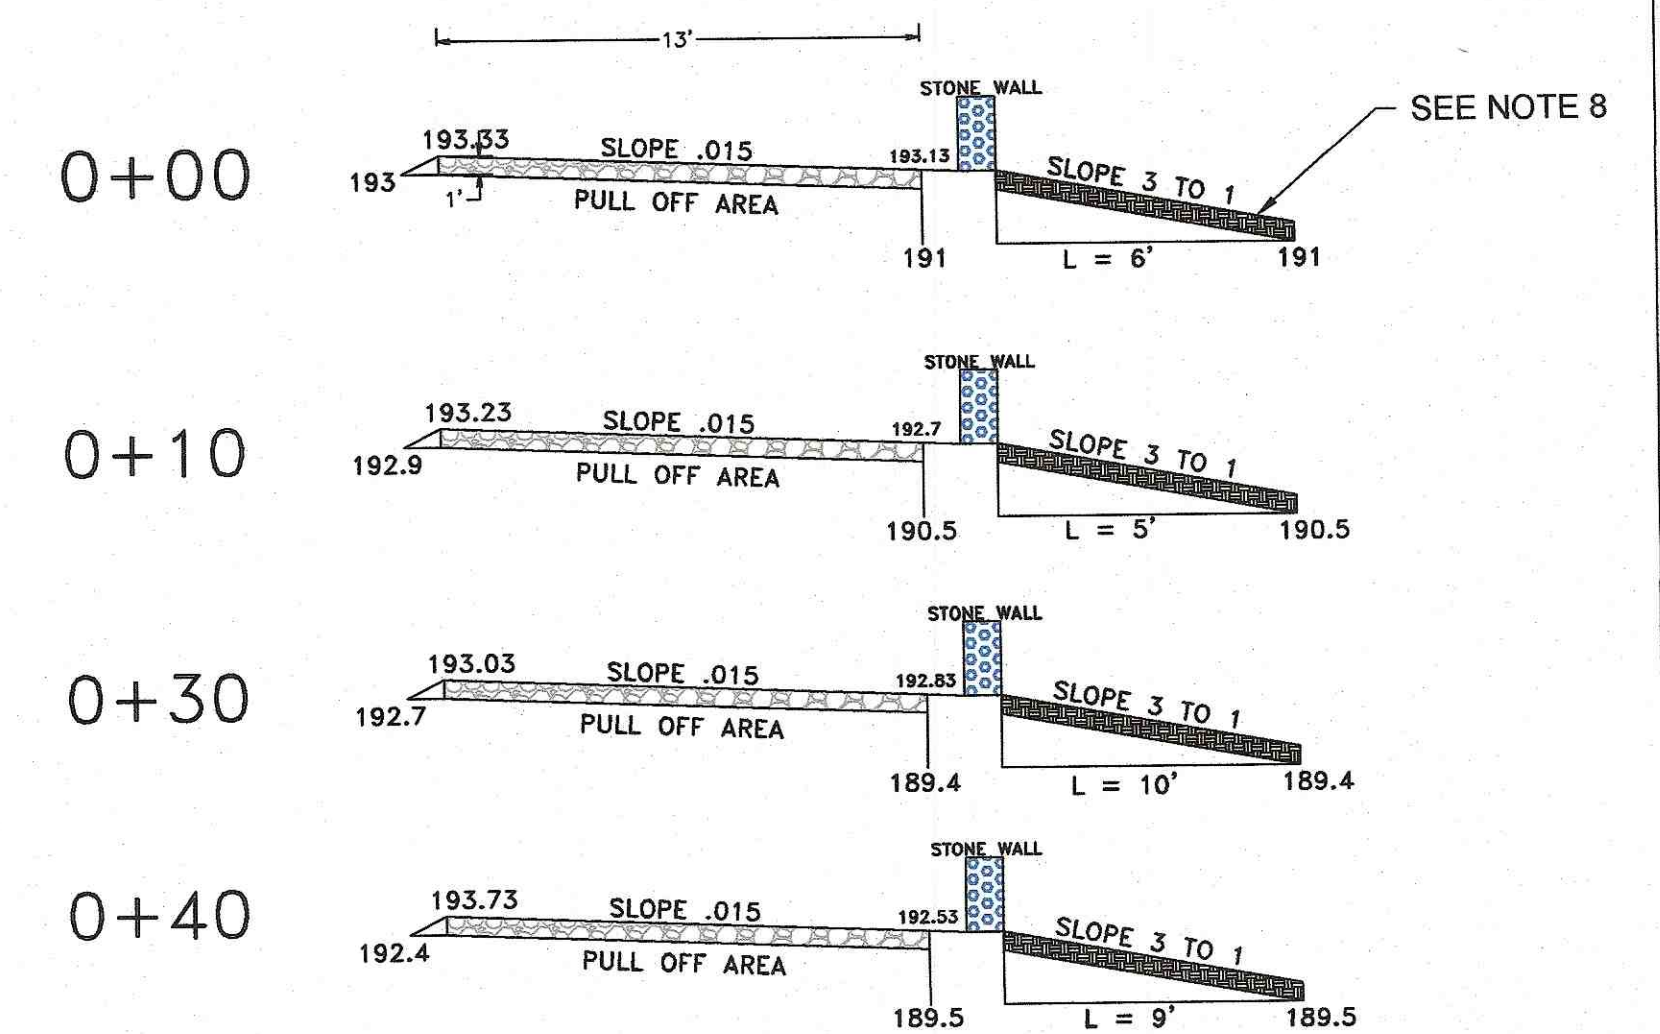 13'
STONE WALL
SEE NOTE 8
0+00
193.33
SLOPE .015
193.13
SLOPE 3 TO 1
193
1'
PULL OFF AREA
191
L = 6'
191
STONE WALL
0+10
193.23
SLOPE .015
192.7
SLOPE 3 TO 1
192.9
PULL OFF AREA
190.5
L = 5'
190.5
STONE WALL
0+30
193.03
SLOPE .015
192.83
SLOPE 3 TO 1
192.7
PULL OFF AREA
189.4
L = 10'
189.4
STONE WALL
0+40
193.73
SLOPE .015
192.53
SLOPE 3 TO 1
192.4
PULL OFF AREA
189.5
L = 9'
189.5